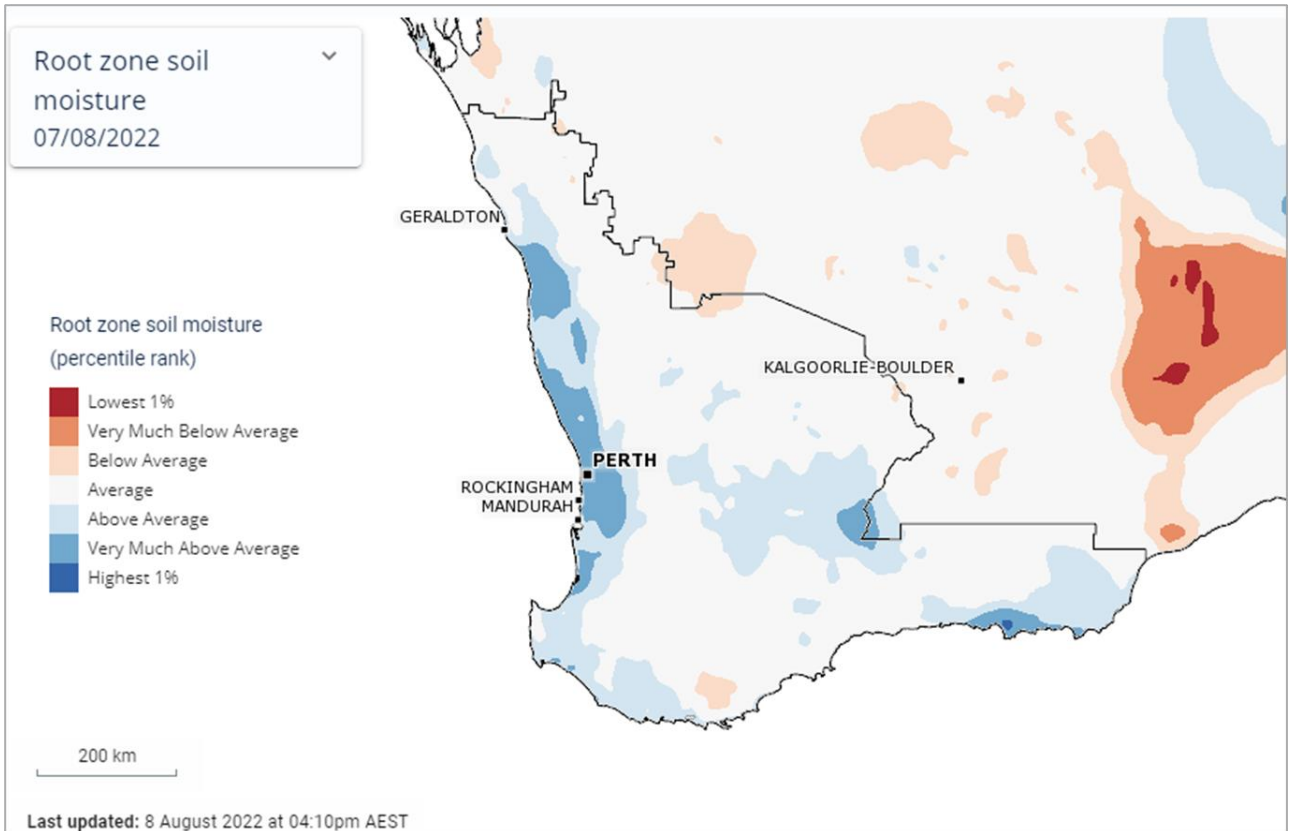 Root zone soil
moisture
07/08/2022
GERALDTON
Root zone soil moisture
(percentile rank)
Lowest 1%
Very Much Below Average
Below Average
Average
Above Average
Very Much Above Average
Highest 1%
KALGOORLIE-BOULDER
PERTH
ROCKINGHAM
MANDURAH
200 km
Last updated: 8 August 2022 at 04:10pm AEST